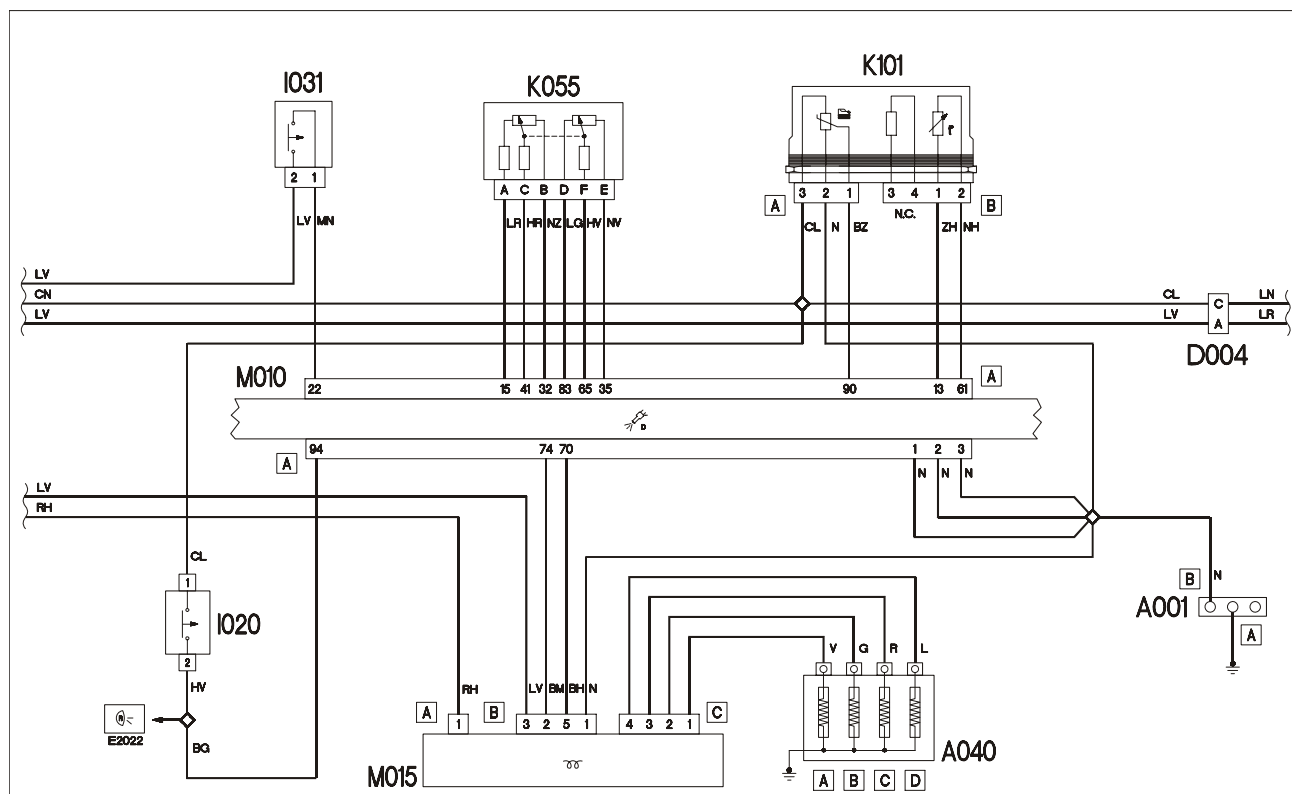 I031
K055
K101
2 1
A C B D F E
A
3 2 1
3 4 1 2
B
N.C.
LV MN
LR HR NZ LG HV NV
CL N BZ
ZH NH
LV
CN
CL
C
LN
LV
LV
A
LR
D004
M010
22
15 41 32 83 65 35
90
13 61
A
D
A
94
74 70
1 2 3
N N N
LV
RH
CL
1
I020
2
HV
E2022
BG
B
N
A001
A
V G R L
RH
LV BM BH N
A
1
B
3 2 5 1
4 3 2 1
C
M015
A040
A B C D